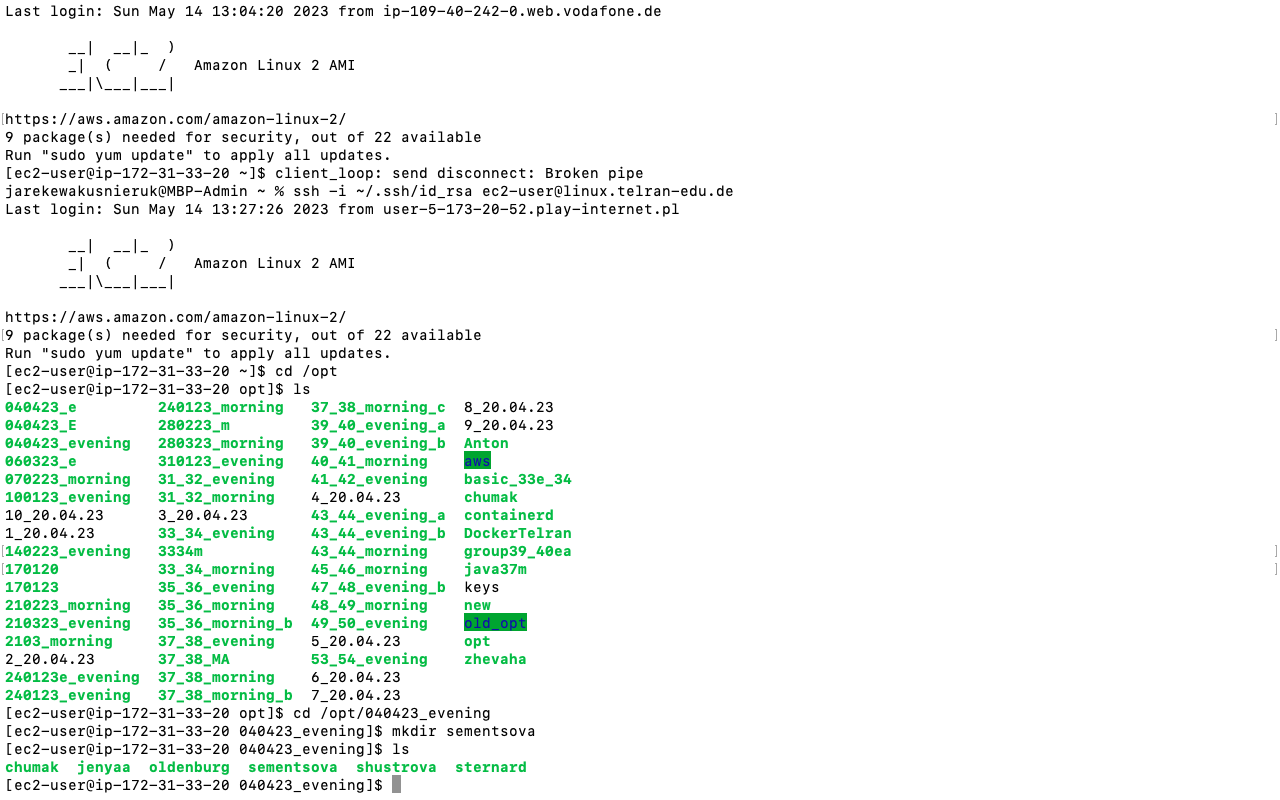 Last login: Sun May 14 13:04:20 2023 from ip-109-40-242-0.web.vodafone.de
       __|  __|_  )
       _|  (     /   Amazon Linux 2 AMI
      ___|\___|___|
https://aws.amazon.com/amazon-linux-2/
9 package(s) needed for security, out of 22 available
Run "sudo yum update" to apply all updates.
[ec2-user@ip-172-31-33-20 ~]$ client_loop: send disconnect: Broken pipe
jarekewakusnieruk@MBP-Admin ~ % ssh -i ~/.ssh/id_rsa ec2-user@linux.telran-edu.de
Last login: Sun May 14 13:27:26 2023 from user-5-173-20-52.play-internet.pl
       __|  __|_  )
       _|  (     /   Amazon Linux 2 AMI
      ___|\___|___|
https://aws.amazon.com/amazon-linux-2/
9 package(s) needed for security, out of 22 available
Run "sudo yum update" to apply all updates.
[ec2-user@ip-172-31-33-20 ~]$ cd /opt
[ec2-user@ip-172-31-33-20 opt]$ ls
040423_e         240123_morning   37_38_morning_c  8_20.04.23
040423_E         280223_m         39_40_evening_a  9_20.04.23
040423_evening   280323_morning   39_40_evening_b  Anton
060323_e         310123_evening   40_41_morning    aws
070223_morning   31_32_evening    41_42_evening    basic_33e_34
100123_evening   31_32_morning    4_20.04.23       chumak
10_20.04.23      3_20.04.23       43_44_evening_a  containerd
1_20.04.23       33_34_evening    43_44_evening_b  DockerTelran
140223_evening   3334m            43_44_morning    group39_40ea
170120           33_34_morning    45_46_morning    java37m
170123           35_36_evening    47_48_evening_b  keys
210223_morning   35_36_morning    48_49_morning    new
210323_evening   35_36_morning_b  49_50_evening    old_opt
2103_morning     37_38_evening    5_20.04.23       opt
2_20.04.23       37_38_MA         53_54_evening    zhevaha
240123e_evening  37_38_morning    6_20.04.23
240123_evening   37_38_morning_b  7_20.04.23
[ec2-user@ip-172-31-33-20 opt]$ cd /opt/040423_evening
[ec2-user@ip-172-31-33-20 040423_evening]$ mkdir sementsova
[ec2-user@ip-172-31-33-20 040423_evening]$ ls
chumak  jenyaa  oldenburg  sementsova  shustrova  sternard
[ec2-user@ip-172-31-33-20 040423_evening]$